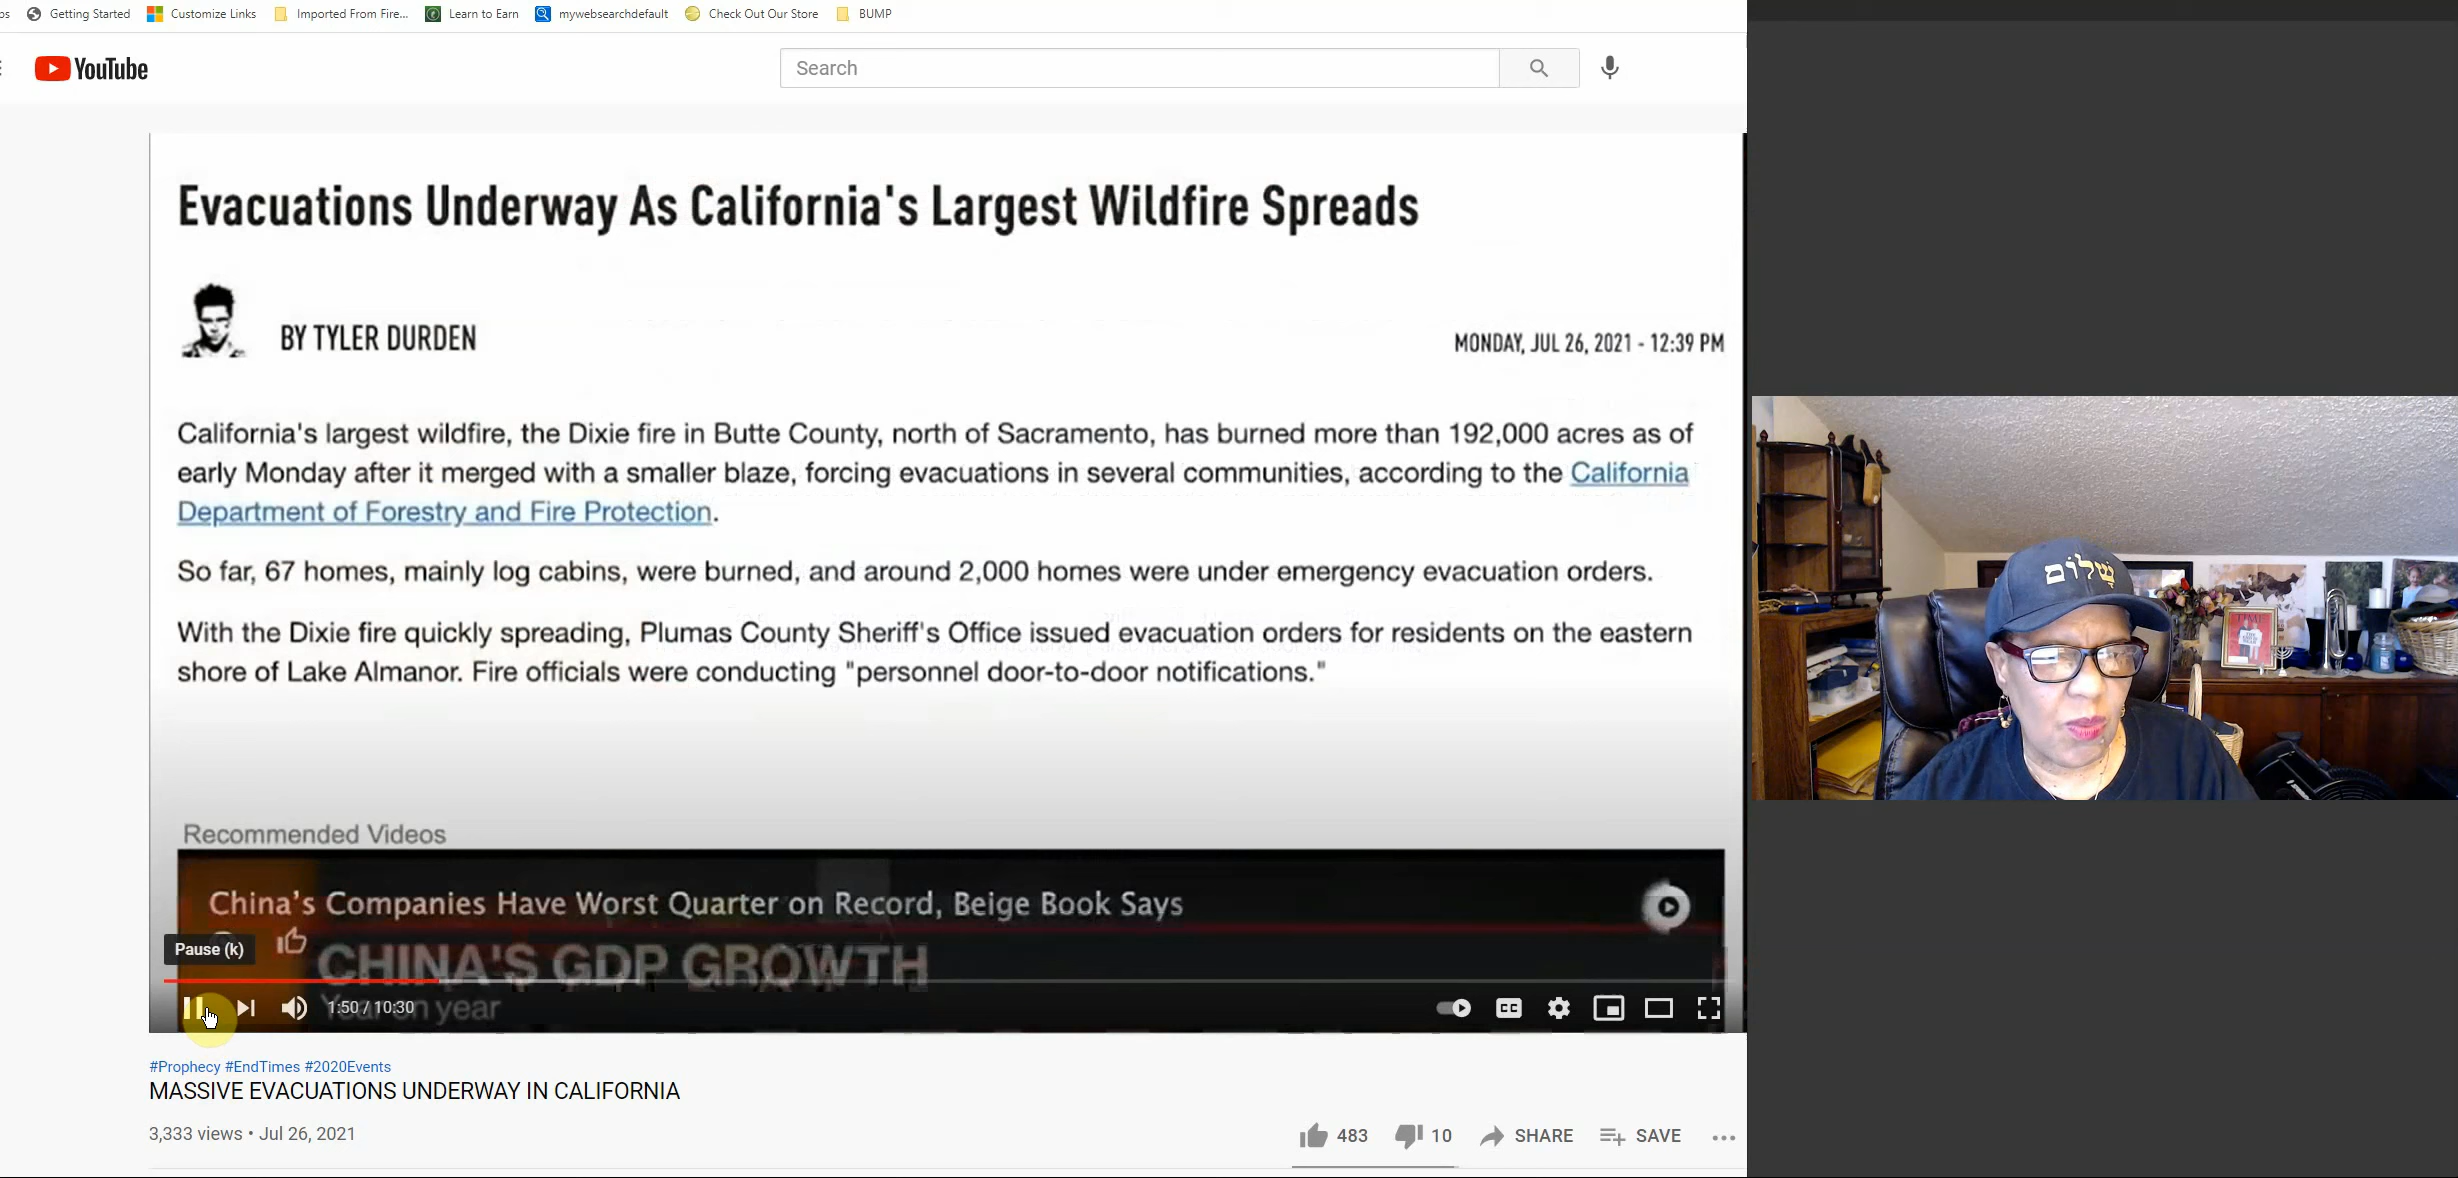 Getting Started Customize Links Imported From Fire... Learn to Earn mywebsearchdefault Check Out Our Store BUMP
YouTube
Search
Evacuations Underway As California's Largest Wildfire Spreads
BY TYLER DURDEN
MONDAY, JUL 26, 2021 - 12:39 PM
California's largest wildfire, the Dixie fire in Butte County, north of Sacramento, has burned more than 192,000 acres as of
early Monday after it merged with a smaller blaze, forcing evacuations in several communities, according to the California
Department of Forestry and Fire Protection.
So far, 67 homes, mainly log cabins, were burned, and around 2,000 homes were under emergency evacuation orders.
With the Dixie fire quickly spreading, Plumas County Sheriff's Office issued evacuation orders for residents on the eastern
shore of Lake Almanor. Fire officials were conducting "personnel door-to-door notifications."
שָׁלוֹם
Recommended Videos
China's Companies Have Worst Quarter on Record, Beige Book Says
Pause (k)
CHINA'S GDP GROWTH
1:50 / 10:30
Year on year
CC
#Prophecy #EndTimes #2020Events
MASSIVE EVACUATIONS UNDERWAY IN CALIFORNIA
3,333 views • Jul 26, 2021
483 10 SHARE SAVE